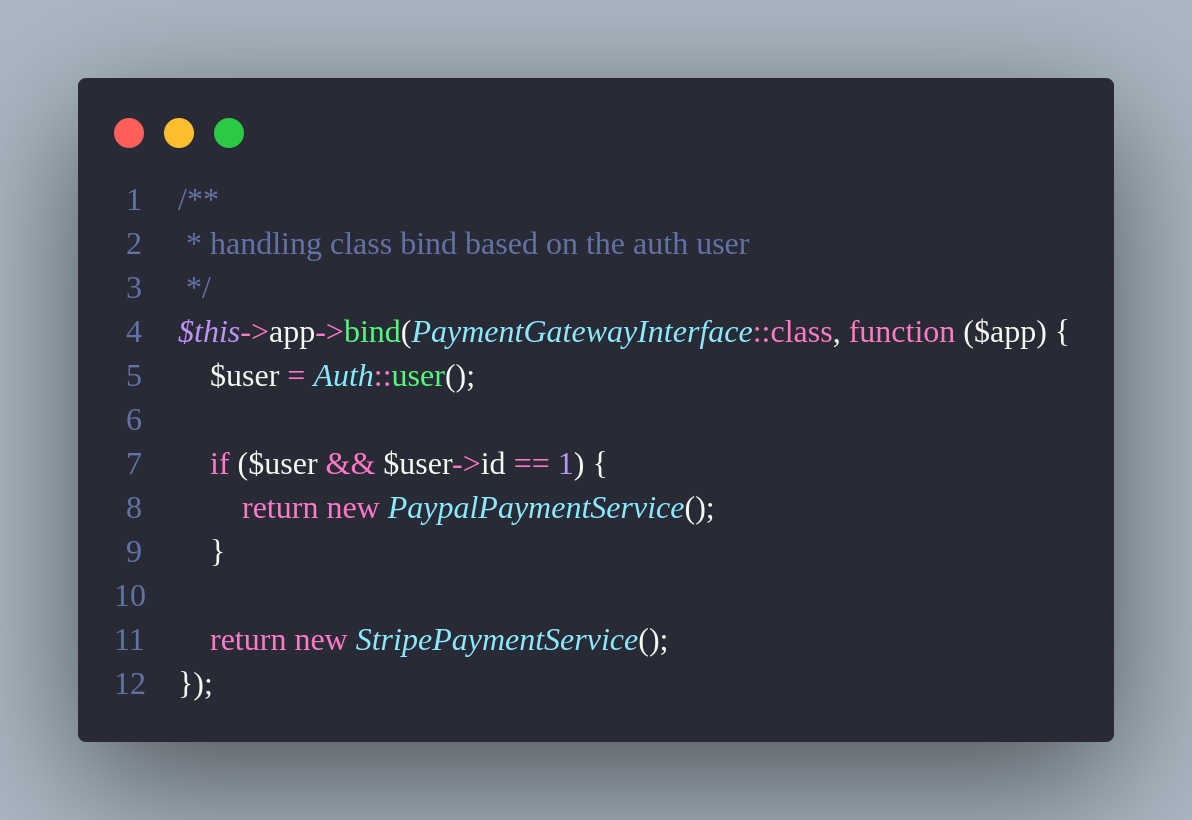 1 /**
2  * handling class bind based on the auth user
3  */
4 $this->app->bind(PaymentGatewayInterface::class, function ($app) {
5     $user = Auth::user();
6
7     if ($user && $user->id == 1) {
8         return new PaypalPaymentService();
9     }
10
11     return new StripePaymentService();
12 });